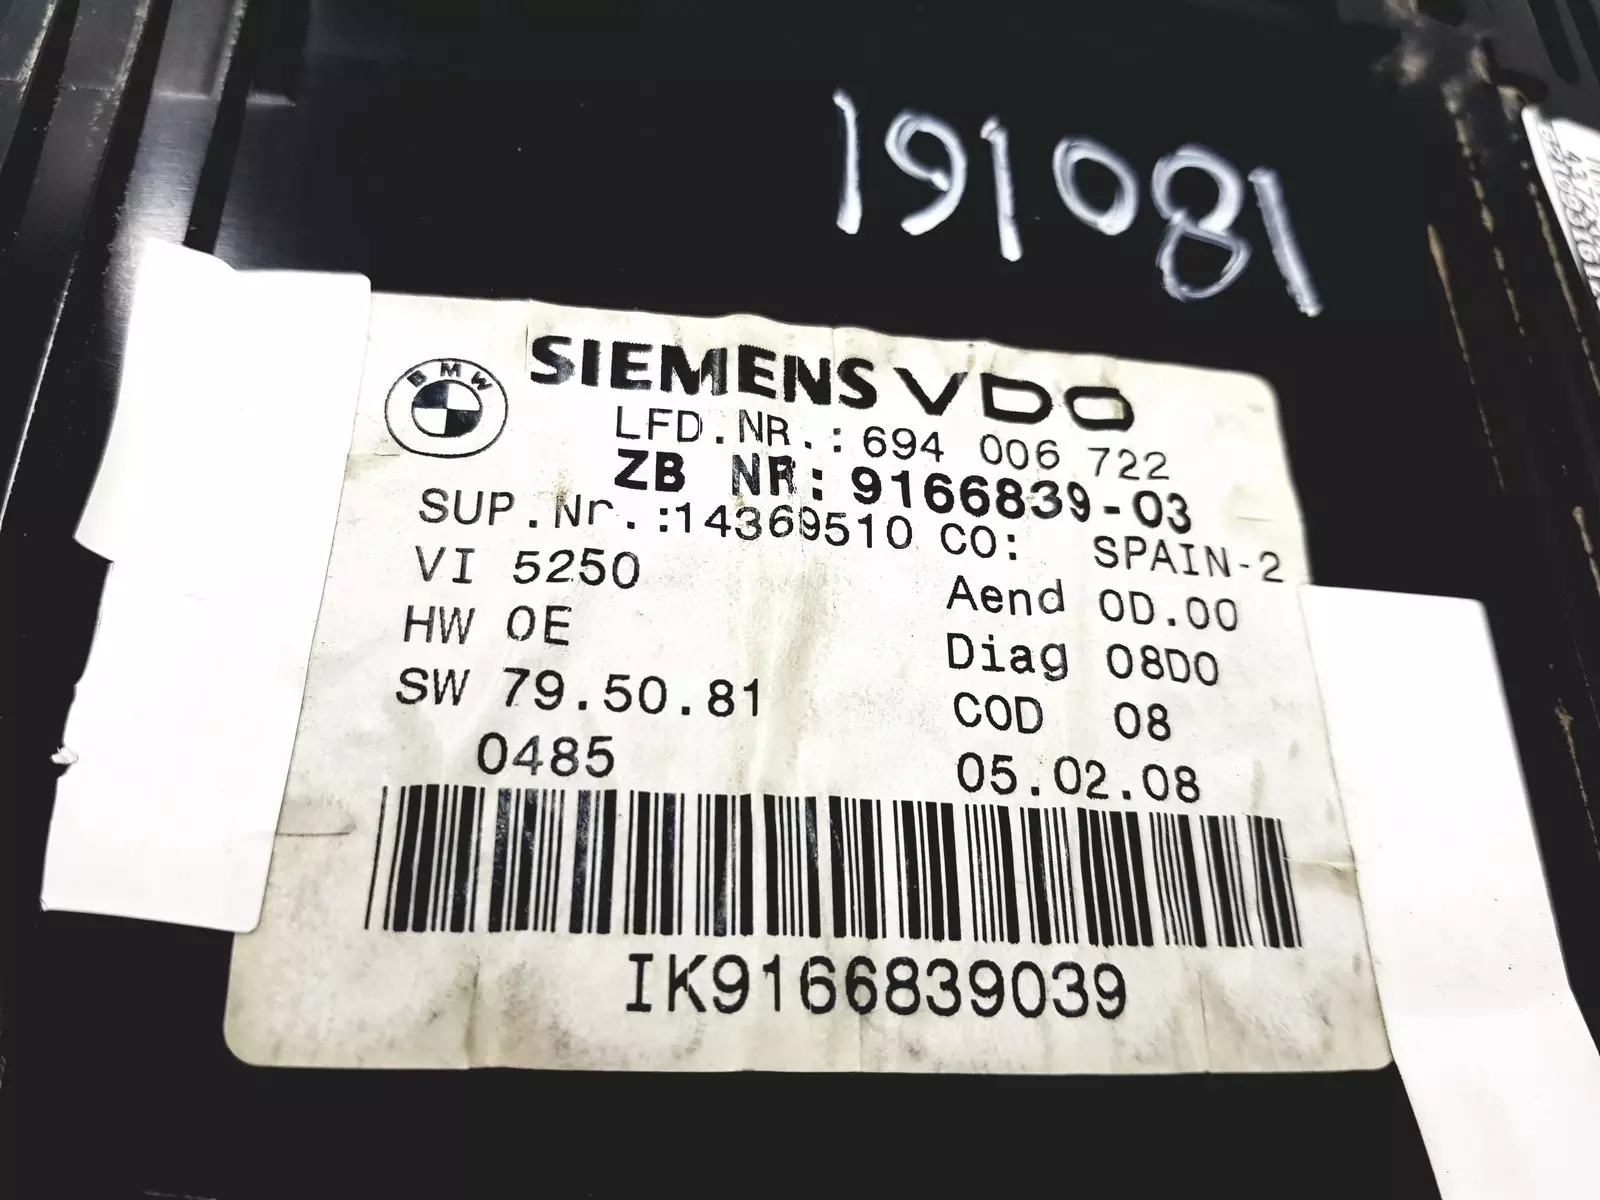 191081
BMW
SIEMENS VDO
LFD.NR.: 694 006 722
ZB NR: 9166839-03
SUP.Nr.:14369510 CO: SPAIN-2
VI 5250
Aend 0D.00
HW 0E
Diag 08D0
SW 79.50.81
COD 08
0485
05.02.08
IK9166839039